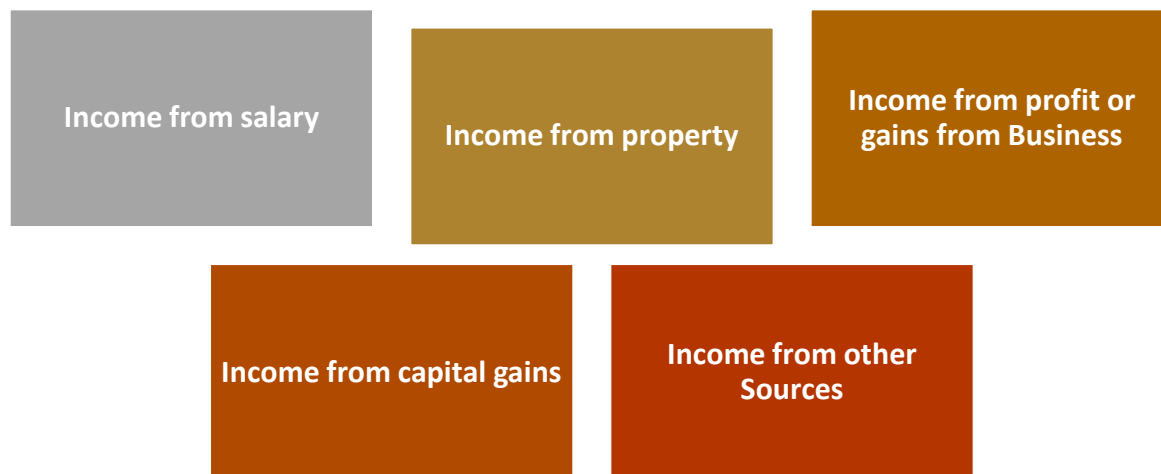 Income from salary
Income from property
Income from profit or
gains from Business
Income from capital gains
Income from other
Sources